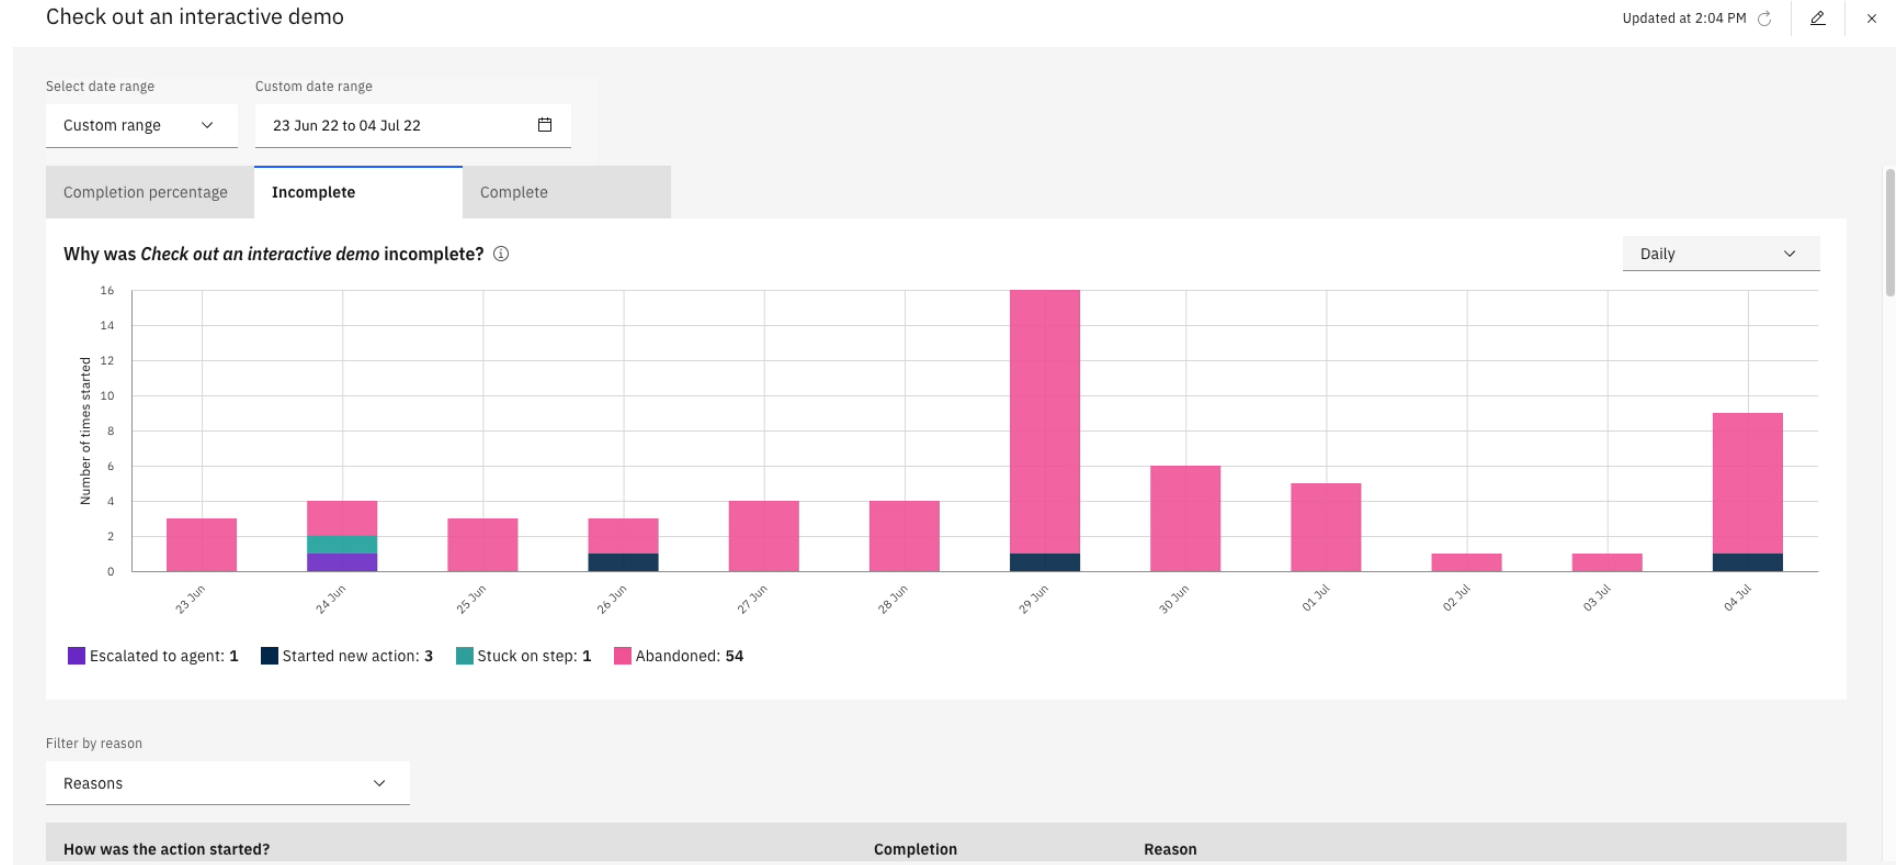 Check out an interactive demo
Updated at 2:04 PM
Select date range
Custom date range
Custom range
23 Jun 22 to 04 Jul 22
Completion percentage
Incomplete
Complete
Why was Check out an interactive demo incomplete?
Daily
Number of times started
16
14
12
10
8
6
4
2
0
23 Jun
24 Jun
25 Jun
26 Jun
27 Jun
28 Jun
29 Jun
30 Jun
01 Jul
02 Jul
03 Jul
04 Jul
Escalated to agent: 1
Started new action: 3
Stuck on step: 1
Abandoned: 54
Filter by reason
Reasons
How was the action started?
Completion
Reason